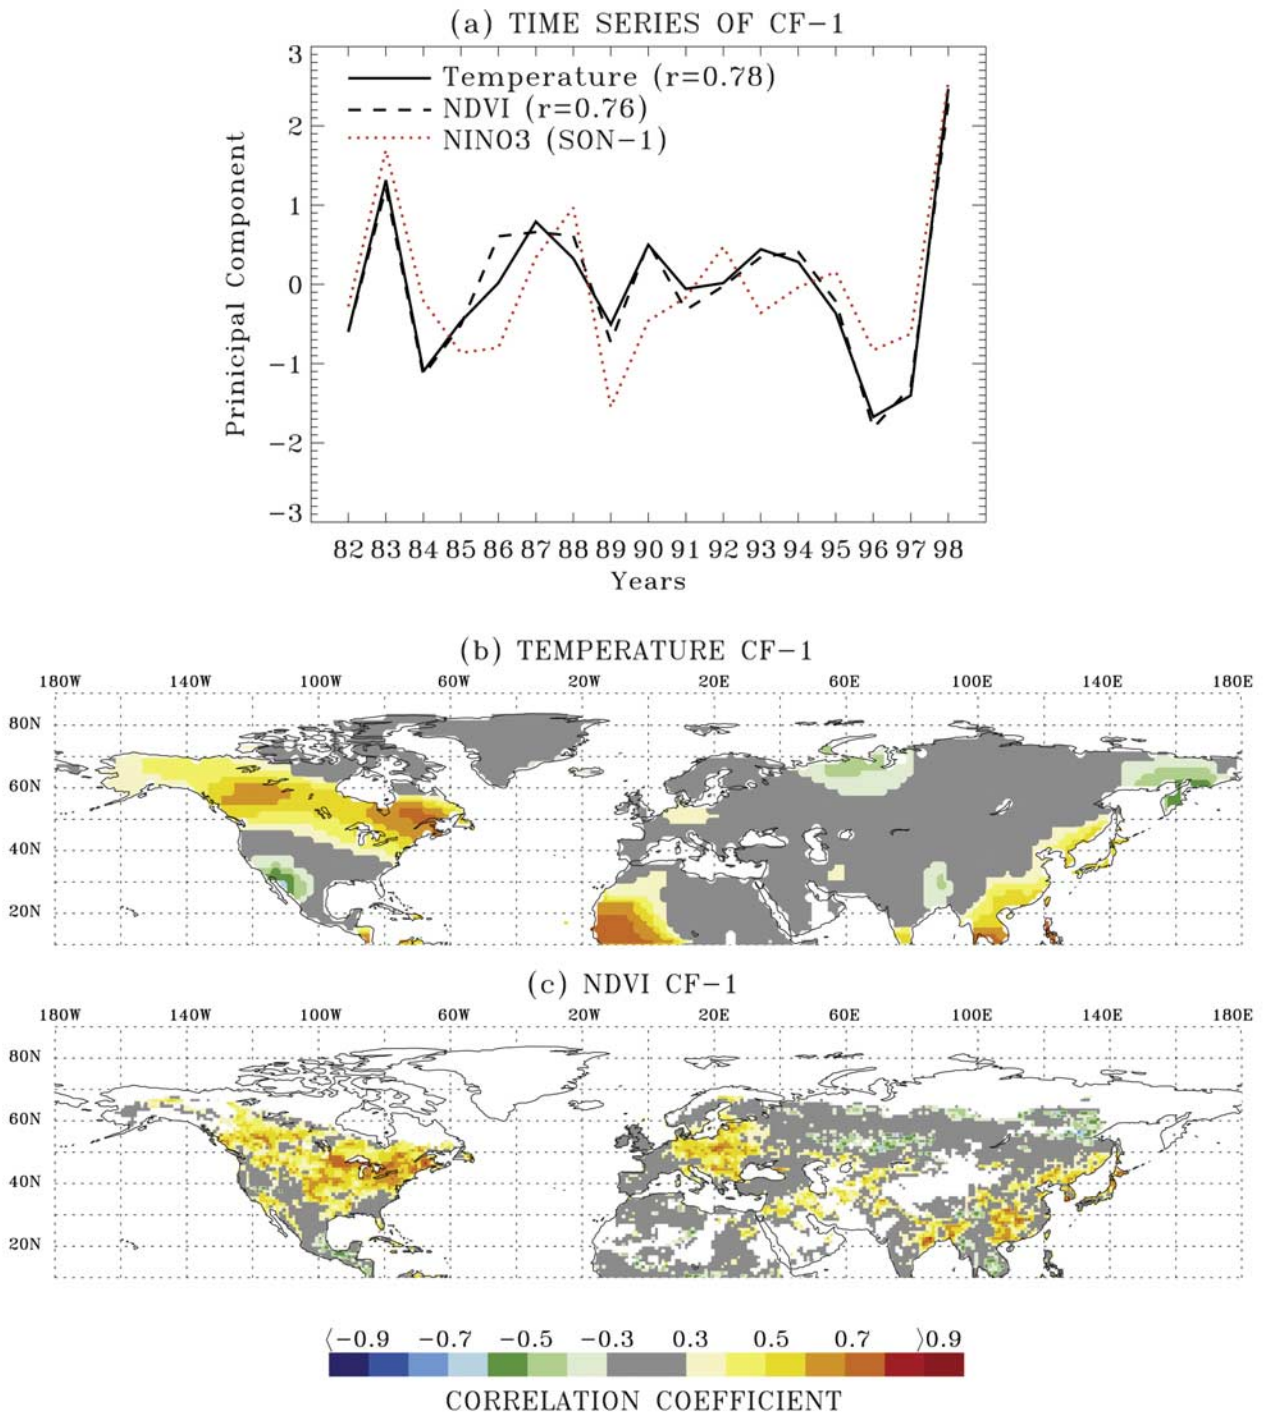 (a) TIME SERIES OF CF-1
3
2
1
0
-1
-2
-3
Prinicipal Component
Temperature (r=0.78)
NDVI (r=0.76)
NINO3 (SON-1)
82 83 84 85 86 87 88 89 90 91 92 93 94 95 96 97 98
Years
(b) TEMPERATURE CF-1
180W 140W 100W 60W 20W 20E 60E 100E 140E 180E
80N
60N
40N
20N
(c) NDVI CF-1
180W 140W 100W 60W 20W 20E 60E 100E 140E 180E
80N
60N
40N
20N
⟨-0.9 -0.7 -0.5 -0.3 0.3 0.5 0.7 ⟩0.9
CORRELATION COEFFICIENT